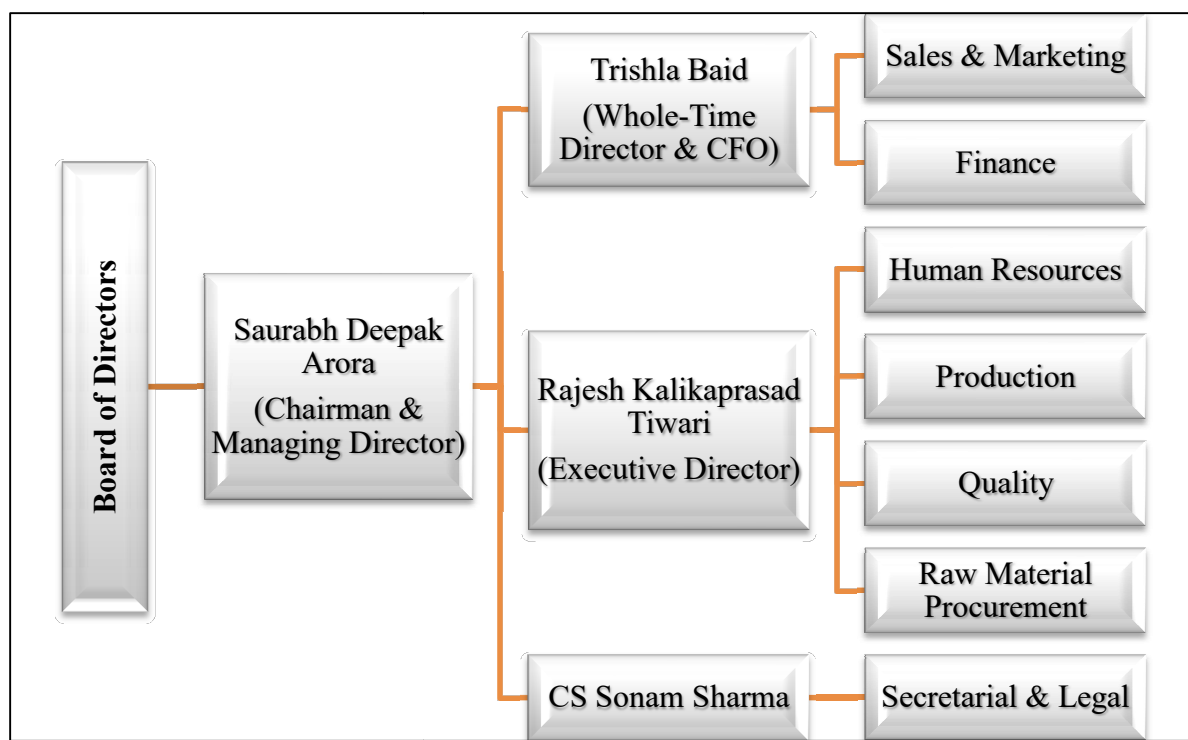 Board of Directors
Saurabh Deepak
Arora
(Chairman &
Managing Director)
Trishla Baid
(Whole-Time
Director & CFO)
Sales & Marketing
Finance
Rajesh Kalikaprasad
Tiwari
(Executive Director)
Human Resources
Production
Quality
Raw Material
Procurement
CS Sonam Sharma
Secretarial & Legal